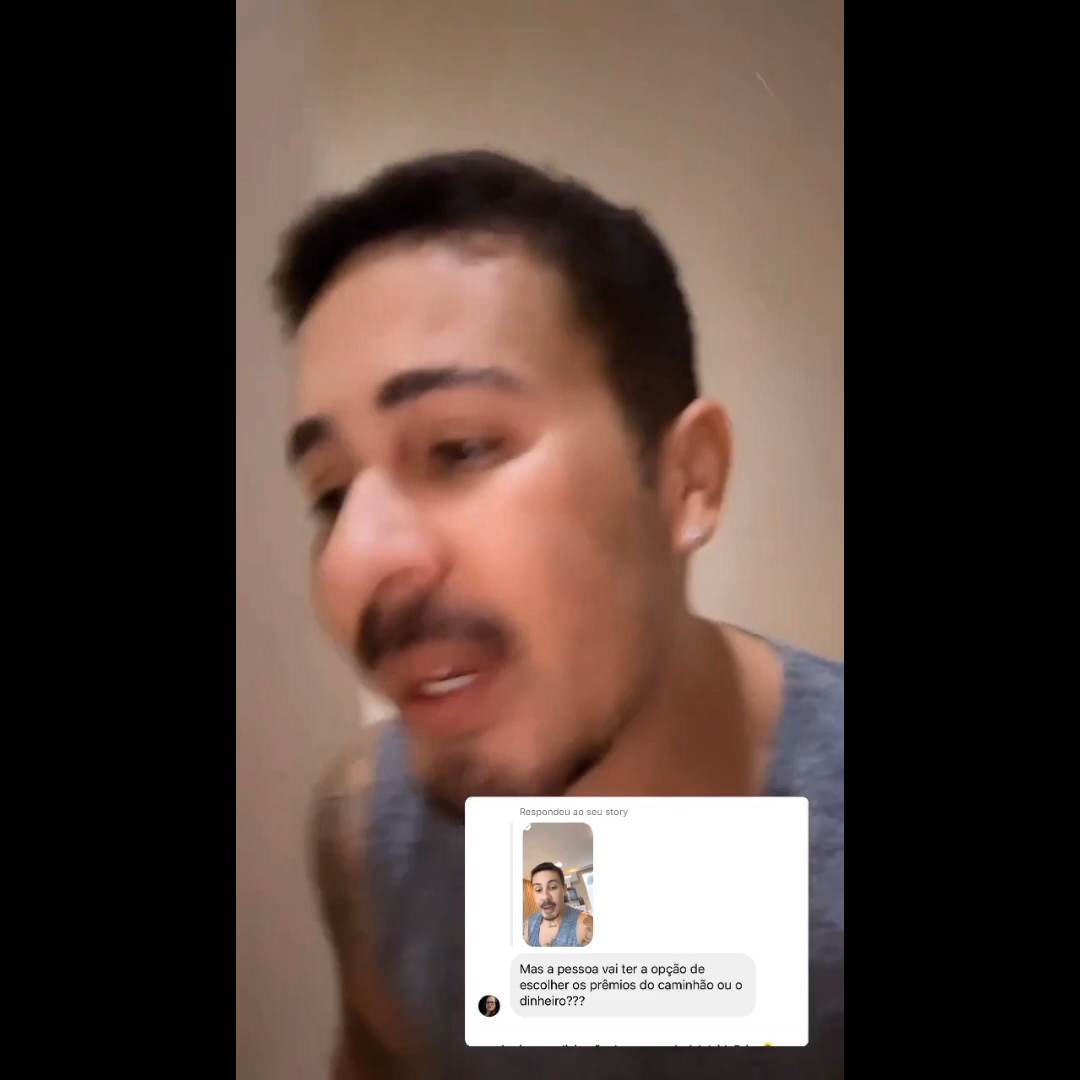 Respondeu ao seu story
Mas a pessoa vai ter a opção de
escolher os prêmios do caminhão ou o
dinheiro???